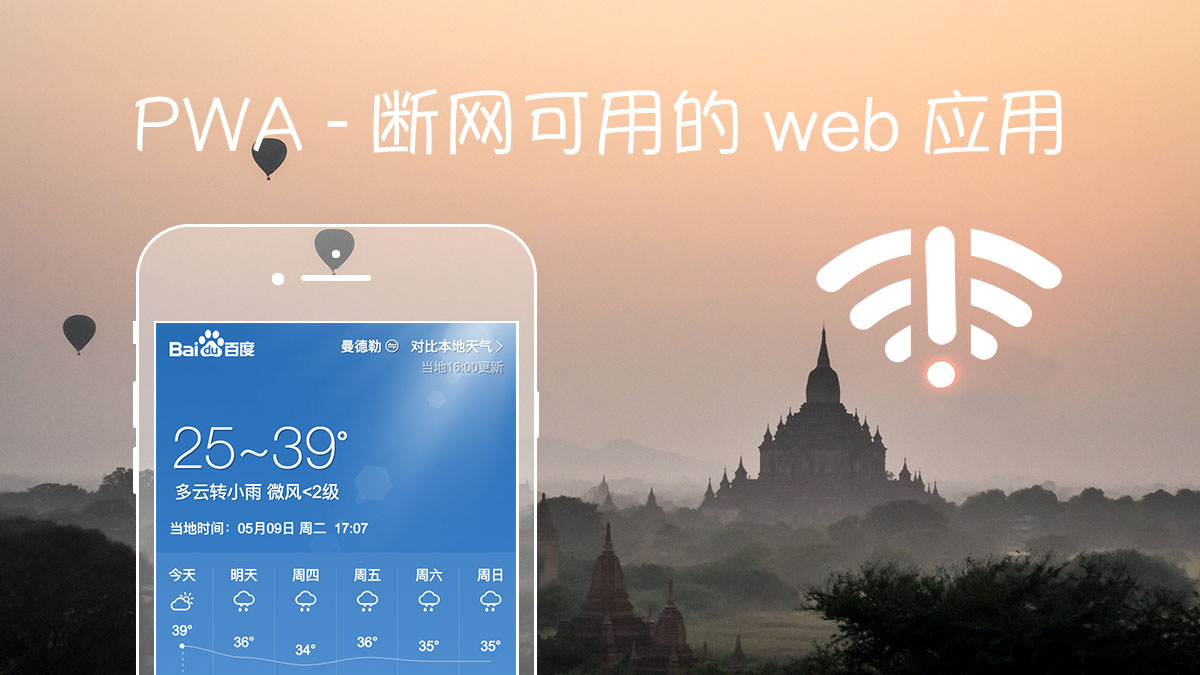 PWA - 断网可用的 web 应用
Bai du 百度 曼德勒 对比本地天气
当地16:00更新
25~39°
多云转小雨 微风<2级
当地时间：05月09日 周二 17:07
今天 明天 周四 周五 周六 周日
39° 36° 34° 36° 35° 35°